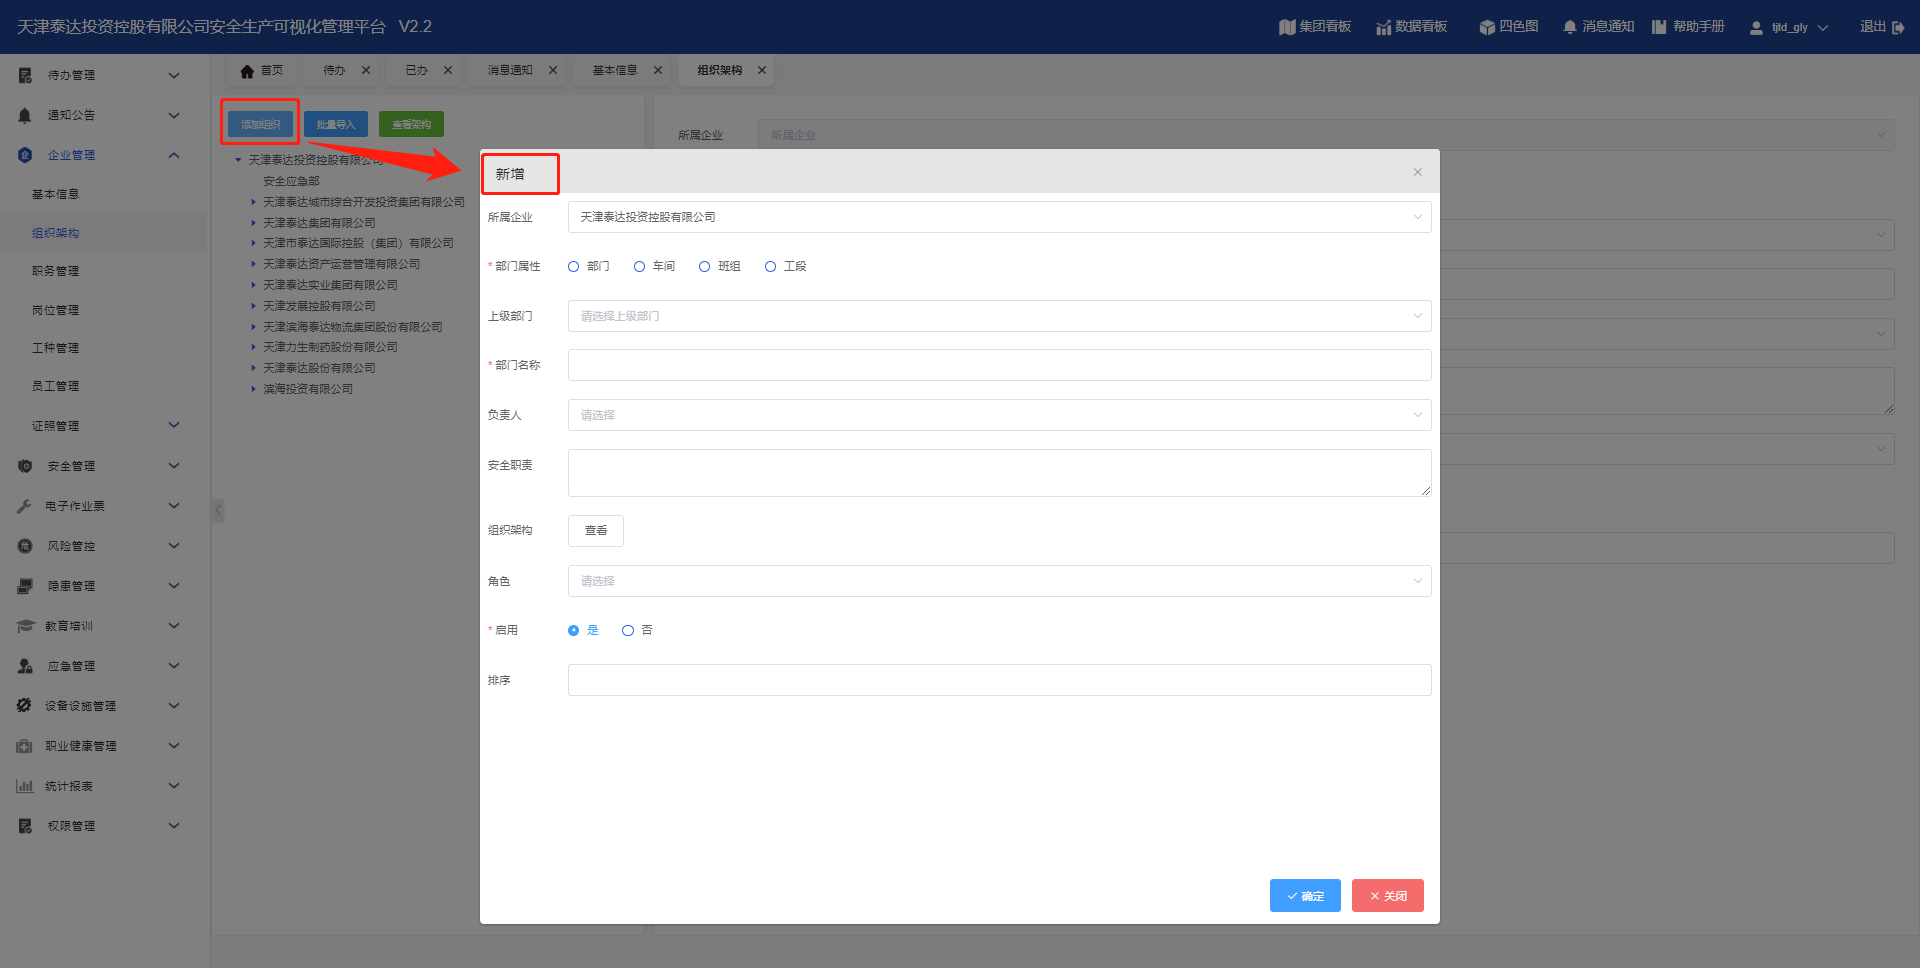 天津泰达投资控股有限公司安全生产可视化管理平台 V2.2
集团看板
数据看板
四色图
消息通知
帮助手册
tjtd_gly
退出
待办管理
通知公告
企业管理
基本信息
组织架构
职务管理
岗位管理
工种管理
员工管理
证照管理
安全管理
电子作业票
风险管控
隐患管理
教育培训
应急管理
设备设施管理
职业健康管理
统计报表
权限管理
首页
待办
已办
消息通知
基本信息
组织架构
添加组织
批量导入
查看架构
天津泰达投资控股有限公司
安全应急部
天津泰达城市综合开发投资集团有限公司
天津泰达集团有限公司
天津市泰达国际控股（集团）有限公司
天津泰达资产运营管理有限公司
天津泰达实业集团有限公司
天津发展控股有限公司
天津滨海泰达物流集团股份有限公司
天津力生制药股份有限公司
天津泰达股份有限公司
滨海投资有限公司
所属企业
所属企业
新增
所属企业 天津泰达投资控股有限公司
* 部门属性 部门 车间 班组 工段
上级部门 请选择上级部门
* 部门名称
负责人 请选择
安全职责
组织架构 查看
角色 请选择
* 启用 是 否
排序
确定
关闭